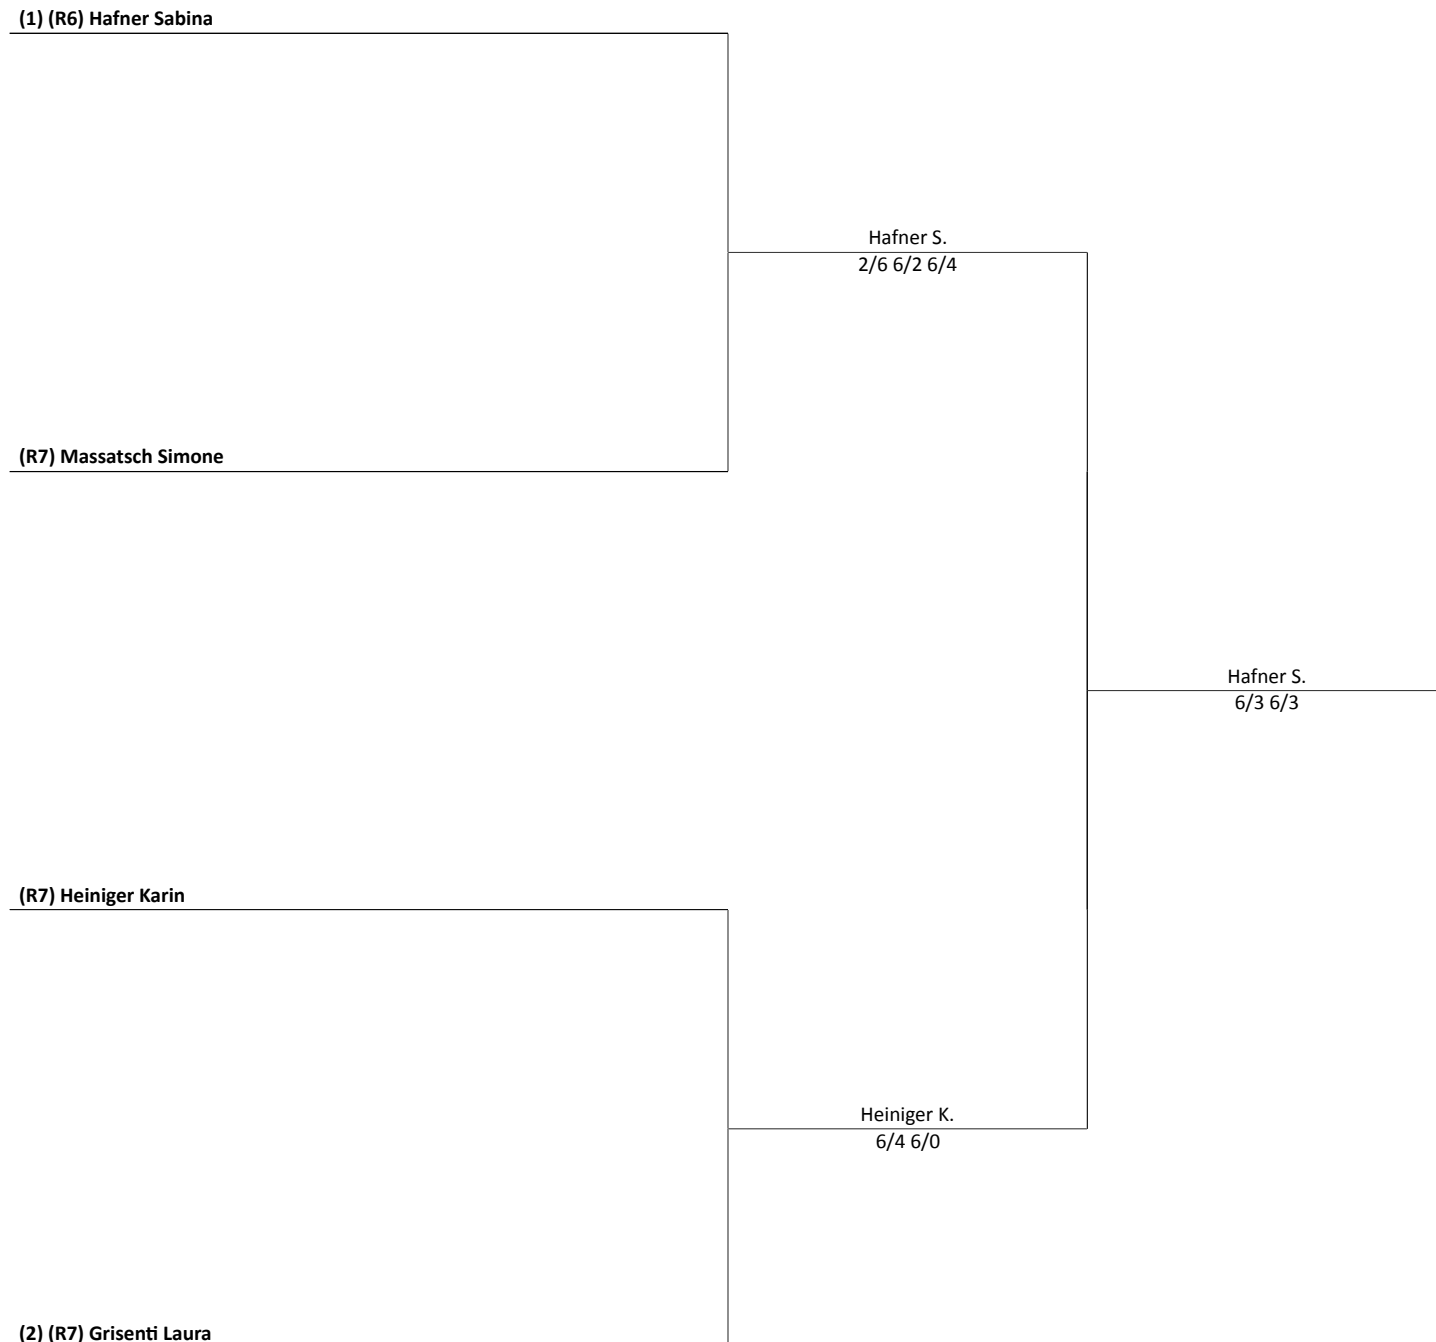 (1) (R6) Hafner Sabina
Hafner S.
2/6 6/2 6/4
(R7) Massatsch Simone
Hafner S.
6/3 6/3
(R7) Heiniger Karin
Heiniger K.
6/4 6/0
(2) (R7) Grisenti Laura